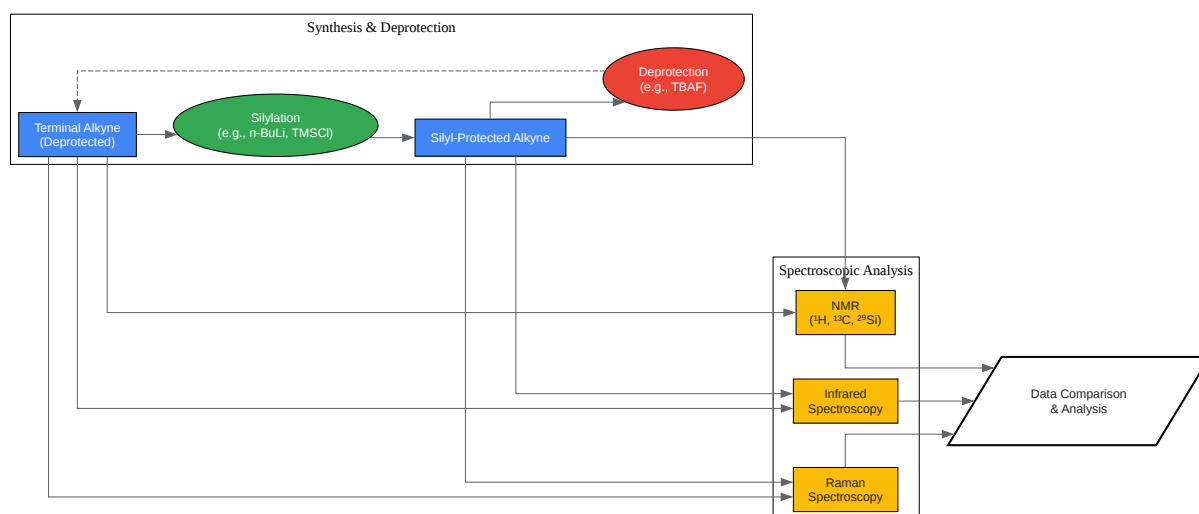 Synthesis & Deprotection
Deprotection
(e.g., TBAF)
Terminal Alkyne
(Deprotected)
Silylation
(e.g., n-BuLi, TMSCl)
Silyl-Protected Alkyne
Spectroscopic Analysis
NMR
(¹H, ¹³C, ²⁹Si)
Infrared
Spectroscopy
Data Comparison
& Analysis
Raman
Spectroscopy